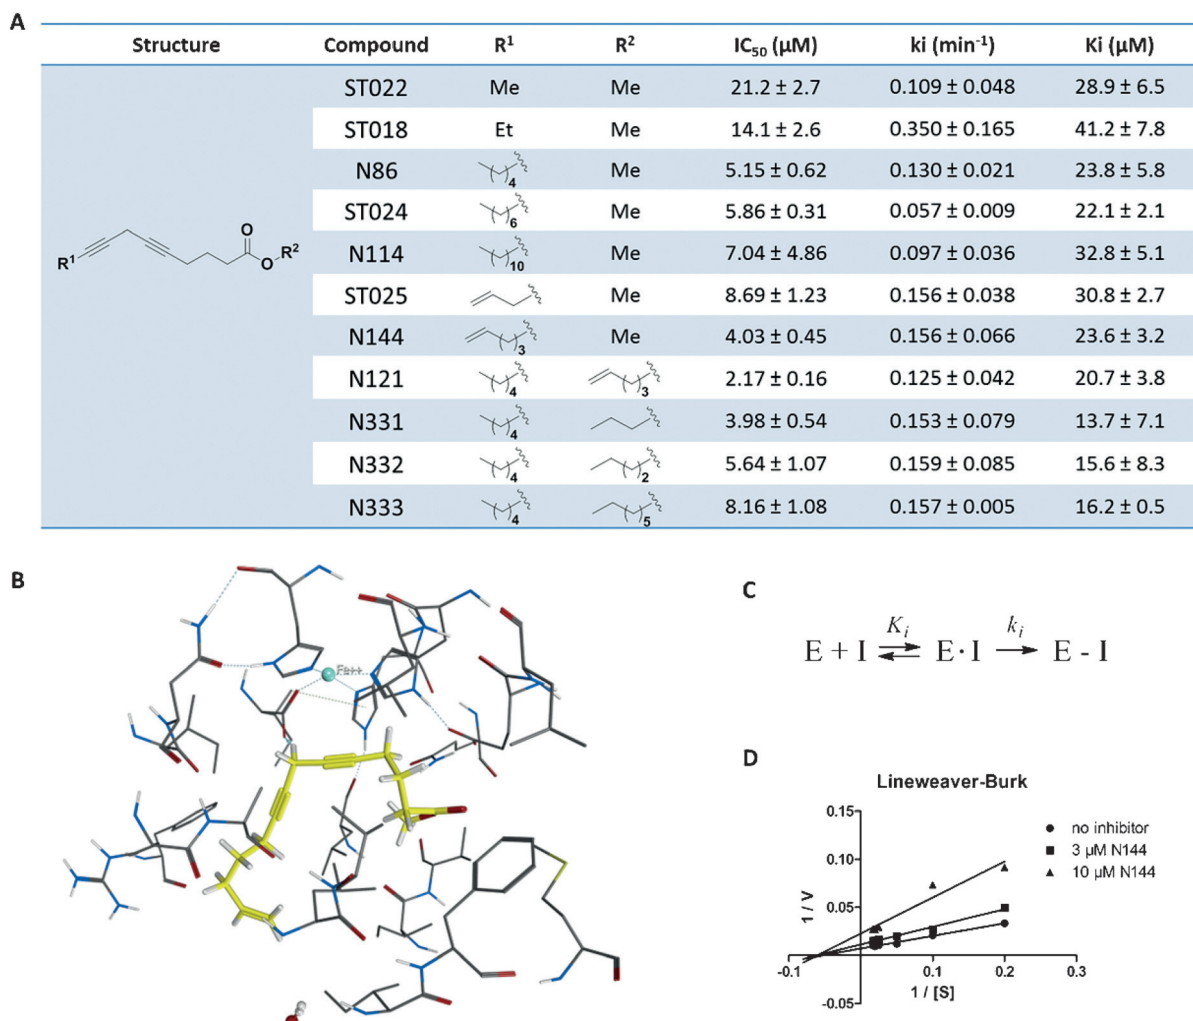 A
Structure Compound R¹ R² IC₅₀ (µM) ki (min⁻¹) Ki (µM)
ST022 Me Me 21.2 ± 2.7 0.109 ± 0.048 28.9 ± 6.5
ST018 Et Me 14.1 ± 2.6 0.350 ± 0.165 41.2 ± 7.8
N86 4 Me 5.15 ± 0.62 0.130 ± 0.021 23.8 ± 5.8
ST024 6 Me 5.86 ± 0.31 0.057 ± 0.009 22.1 ± 2.1
R¹ O O R²
N114 10 Me 7.04 ± 4.86 0.097 ± 0.036 32.8 ± 5.1
ST025 Me 8.69 ± 1.23 0.156 ± 0.038 30.8 ± 2.7
N144 3 Me 4.03 ± 0.45 0.156 ± 0.066 23.6 ± 3.2
N121 4 3 2.17 ± 0.16 0.125 ± 0.042 20.7 ± 3.8
N331 4 3.98 ± 0.54 0.153 ± 0.079 13.7 ± 7.1
N332 4 2 5.64 ± 1.07 0.159 ± 0.085 15.6 ± 8.3
N333 4 5 8.16 ± 1.08 0.157 ± 0.005 16.2 ± 0.5
B
Fe++
C
Kᵢ kᵢ
E + I ⇌ E · I → E - I
D
Lineweaver-Burk
0.15
0.10
0.05
-0.05
1 / V
-0.1 0.1 0.2 0.3
1 / [S]
no inhibitor
3 µM N144
10 µM N144